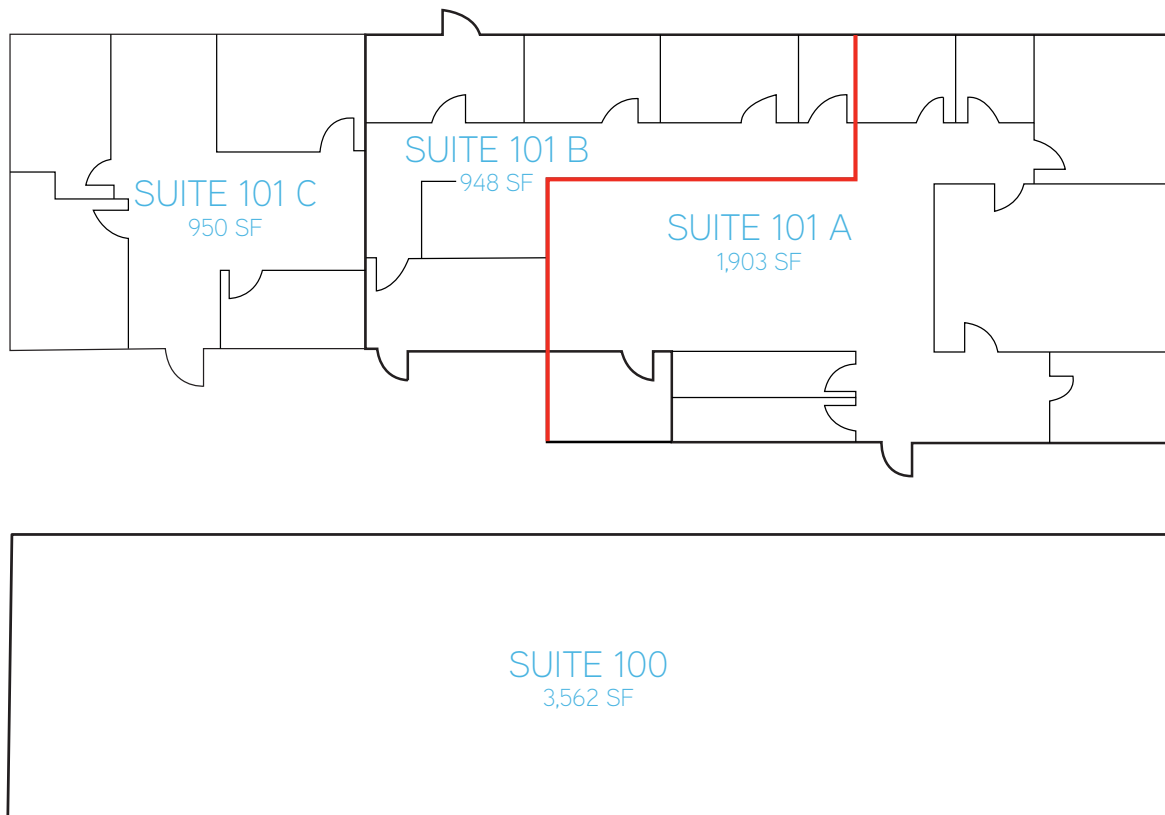 SUITE 101 B
948 SF
SUITE 101 C
950 SF
SUITE 101 A
1,903 SF
SUITE 100
3,562 SF